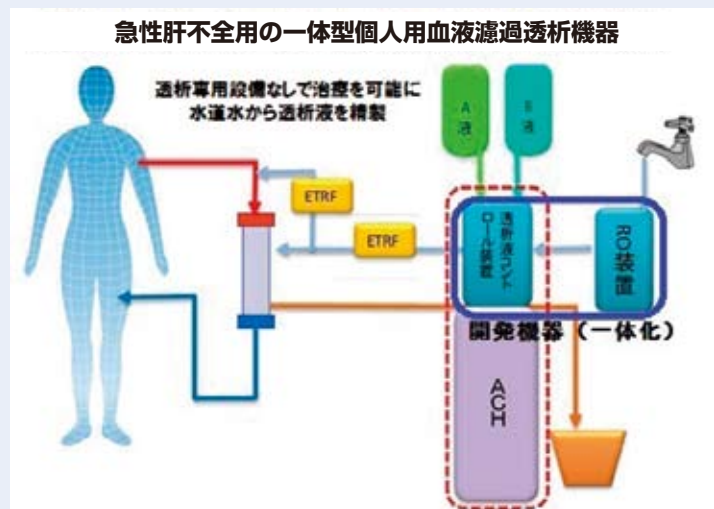 急性肝不全用の一体型個人用血液濾過透析機器
透析専用設備なしで治療を可能に
水道水から透析液を精製
A液
B液
ETRF
ETRF
透析液コント
ロール装置
RO装置
開発機器（一体化）
ACH